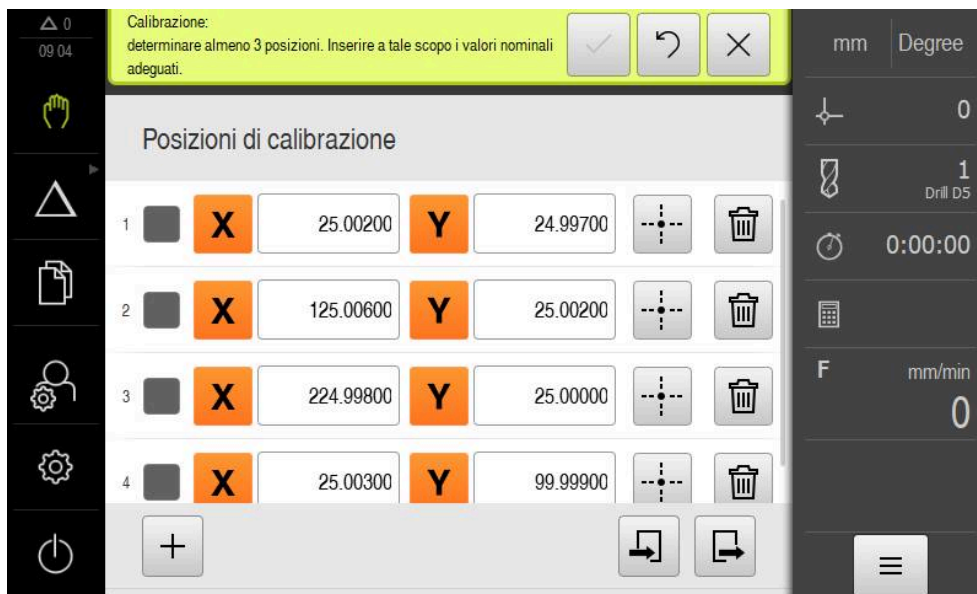 0
09 04
Calibrazione:
determinare almeno 3 posizioni. Inserire a tale scopo i valori nominali
adeguati.
Posizioni di calibrazione
1 X 25.00200 Y 24.99700
2 X 125.00600 Y 25.00200
3 X 224.99800 Y 25.00000
4 X 25.00300 Y 99.99900
mm Degree
0
1
Drill D5
0:00:00
F mm/min
0